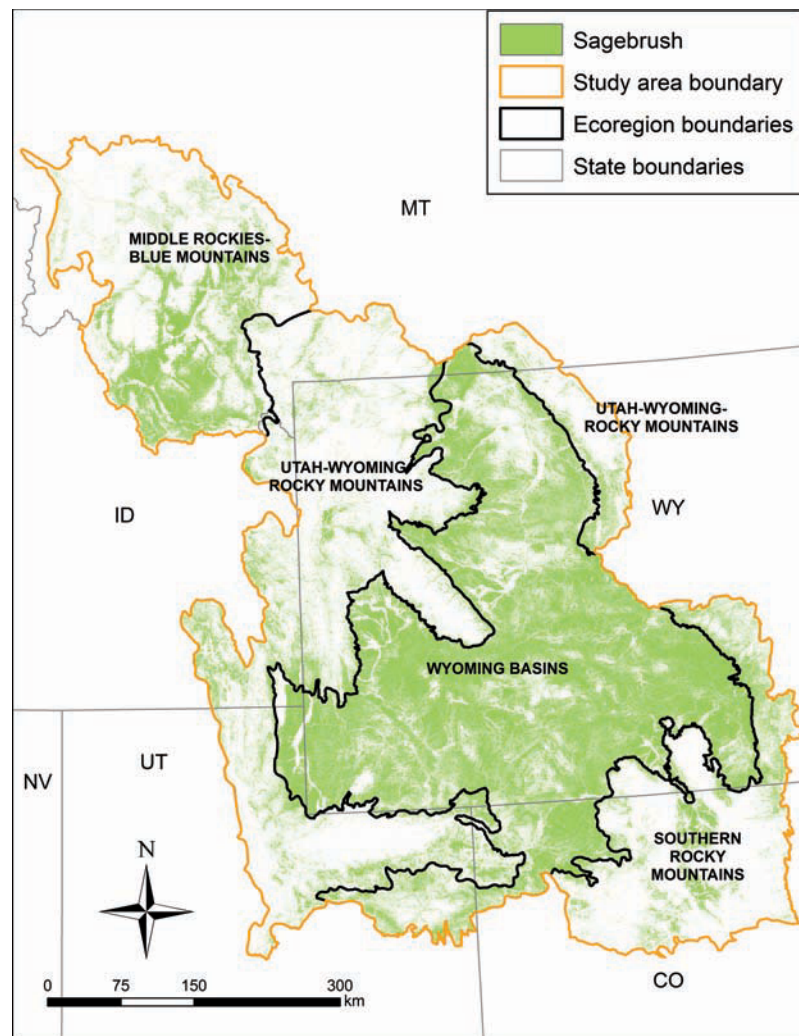 Sagebrush
Study area boundary
Ecoregion boundaries
State boundaries
MT
MIDDLE ROCKIES-
BLUE MOUNTAINS
UTAH-WYOMING-
ROCKY MOUNTAINS
UTAH-WYOMING-
ROCKY MOUNTAINS
ID
WY
WYOMING BASINS
UT
NV
SOUTHERN
ROCKY
MOUNTAINS
N
CO
0 75 150 300
km